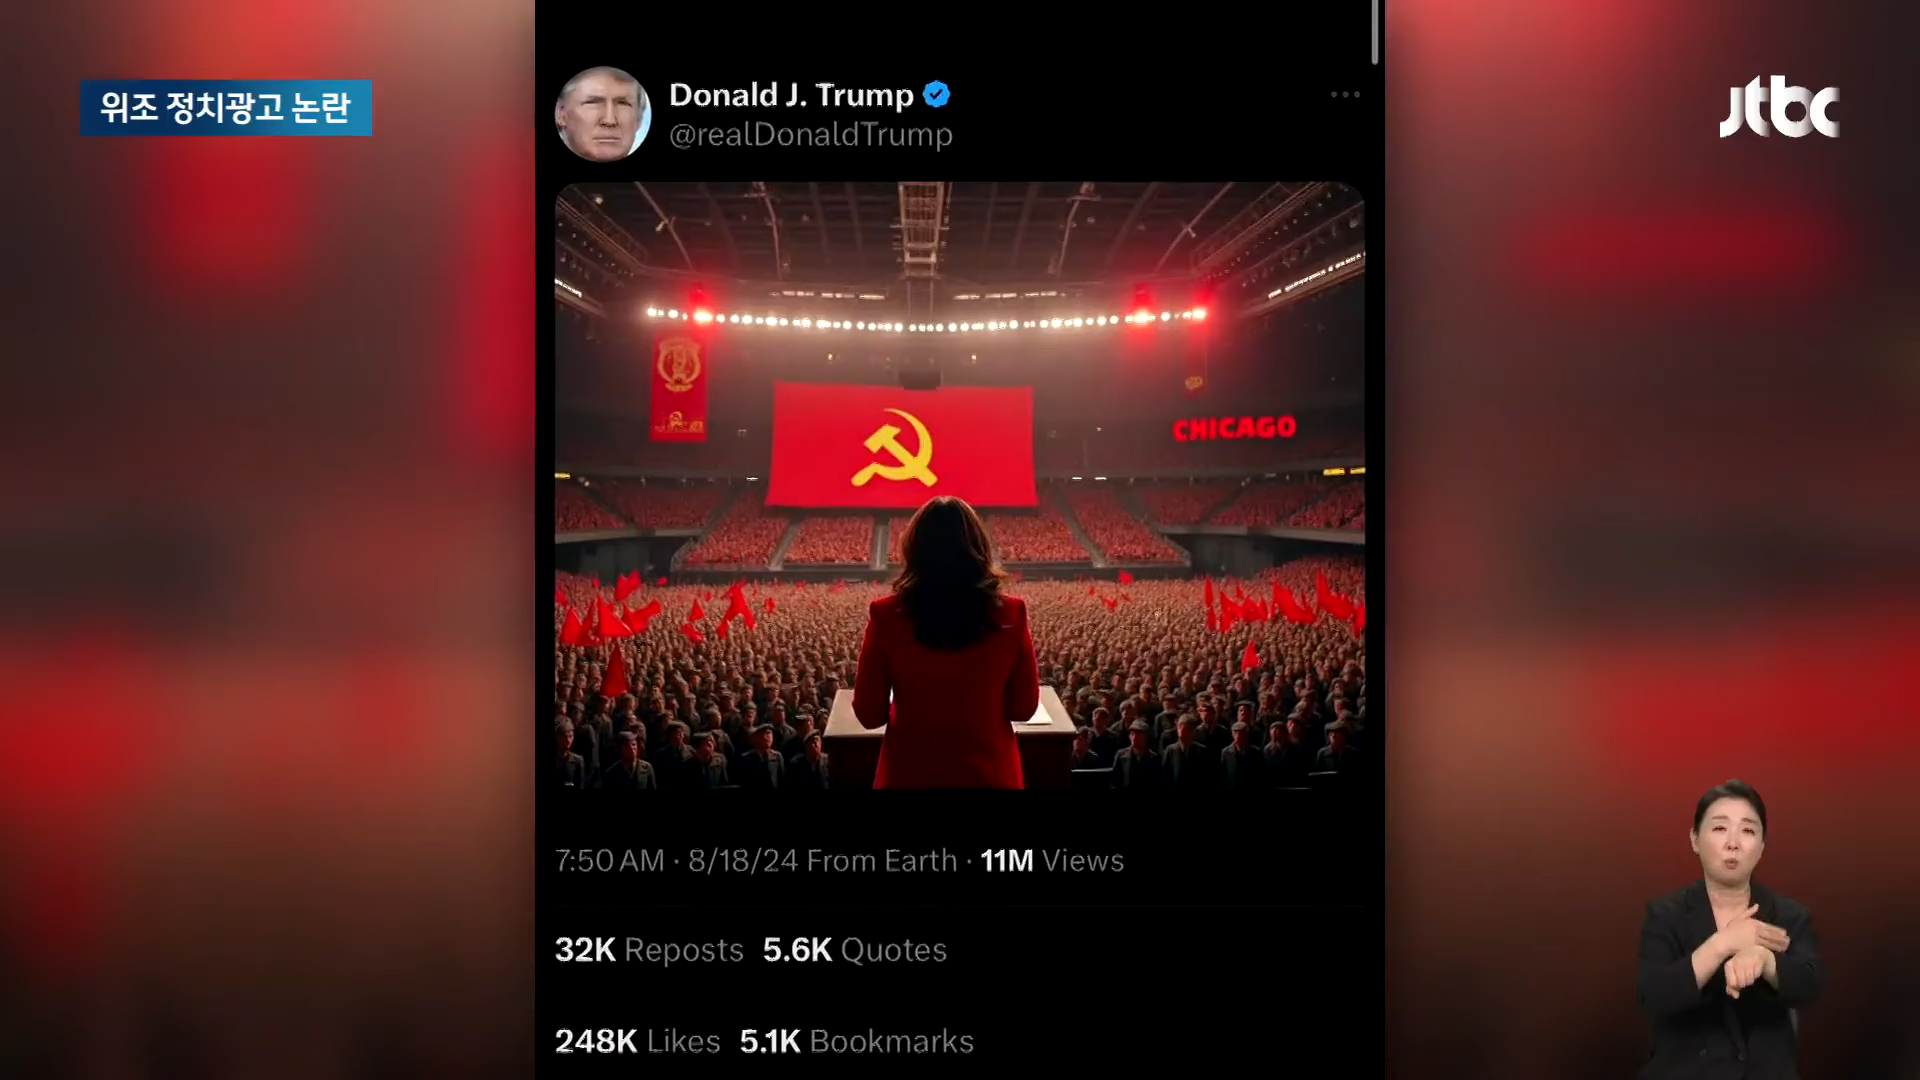 위조 정치광고 논란
jtbc
Donald J. Trump
@realDonaldTrump
CHICAGO
7:50 AM · 8/18/24 From Earth · 11M Views
32K Reposts 5.6K Quotes
248K Likes 5.1K Bookmarks